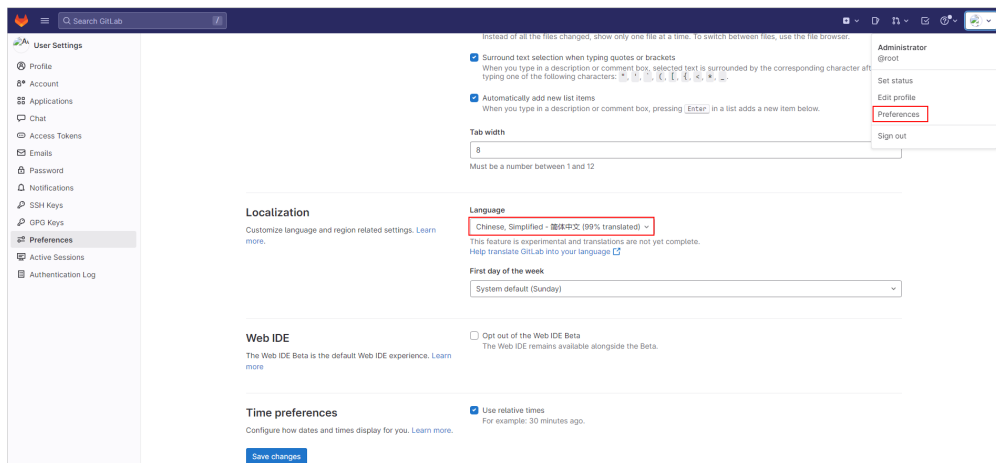 Search GitLab
/
User Settings
Profile
Account
Applications
Chat
Access Tokens
Emails
Password
Notifications
SSH Keys
GPG Keys
Preferences
Active Sessions
Authentication Log
Instead of all the files changed, show only one file at a time. To switch between files, use the file browser.
Surround text selection when typing quotes or brackets
When you type in a description or comment box, selected text is surrounded by the corresponding character aft
typing one of the following characters: ", ', `, (, [, {, <, *, _.
Automatically add new list items
When you type in a description or comment box, pressing Enter in a list adds a new item below.
Tab width
8
Must be a number between 1 and 12
Localization
Customize language and region related settings. Learn
more.
Language
Chinese, Simplified - 简体中文 (99% translated)
This feature is experimental and translations are not yet complete.
Help translate GitLab into your language
First day of the week
System default (Sunday)
Web IDE
The Web IDE Beta is the default Web IDE experience. Learn
more
Opt out of the Web IDE Beta
The Web IDE remains available alongside the Beta.
Time preferences
Configure how dates and times display for you. Learn more.
Use relative times
For example: 30 minutes ago.
Save changes
Administrator
@root
Set status
Edit profile
Preferences
Sign out